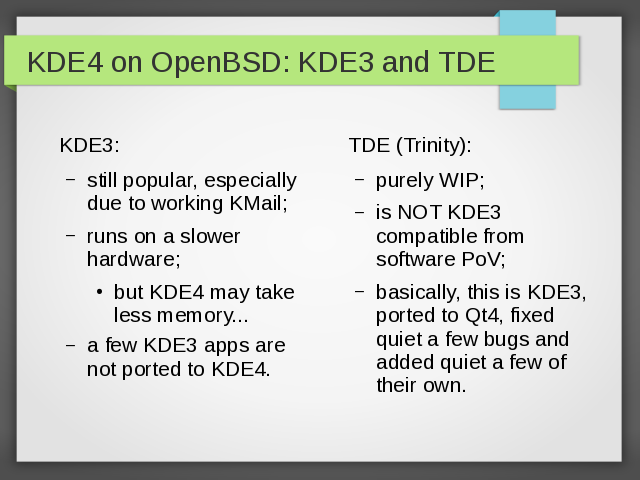 KDE4 on OpenBSD: KDE3 and TDE
KDE3:
– still popular, especially
due to working KMail;
– runs on a slower
hardware;
• but KDE4 may take
less memory...
– a few KDE3 apps are
not ported to KDE4.
TDE (Trinity):
– purely WIP;
– is NOT KDE3
compatible from
software PoV;
– basically, this is KDE3,
ported to Qt4, fixed
quiet a few bugs and
added quiet a few of
their own.